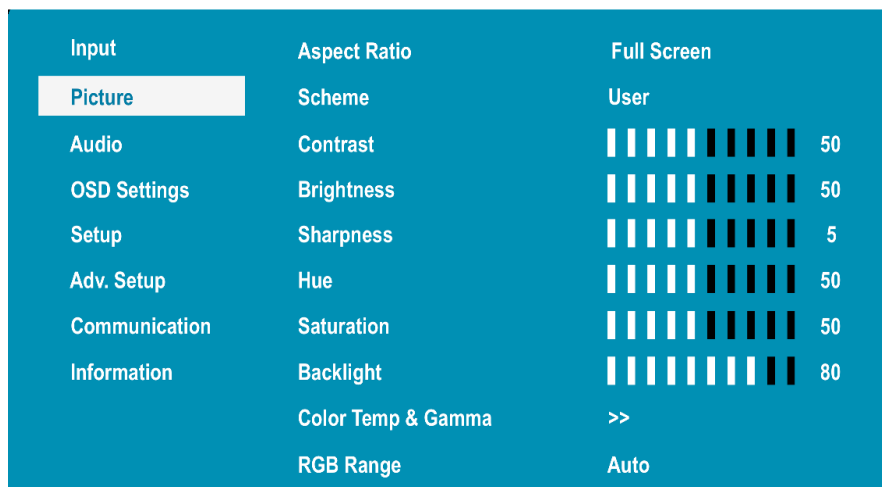 Input Aspect Ratio Full Screen
Picture Scheme User
Audio Contrast 50
OSD Settings Brightness 50
Setup Sharpness 5
Adv. Setup Hue 50
Communication Saturation 50
Information Backlight 80
Color Temp & Gamma >>
RGB Range Auto